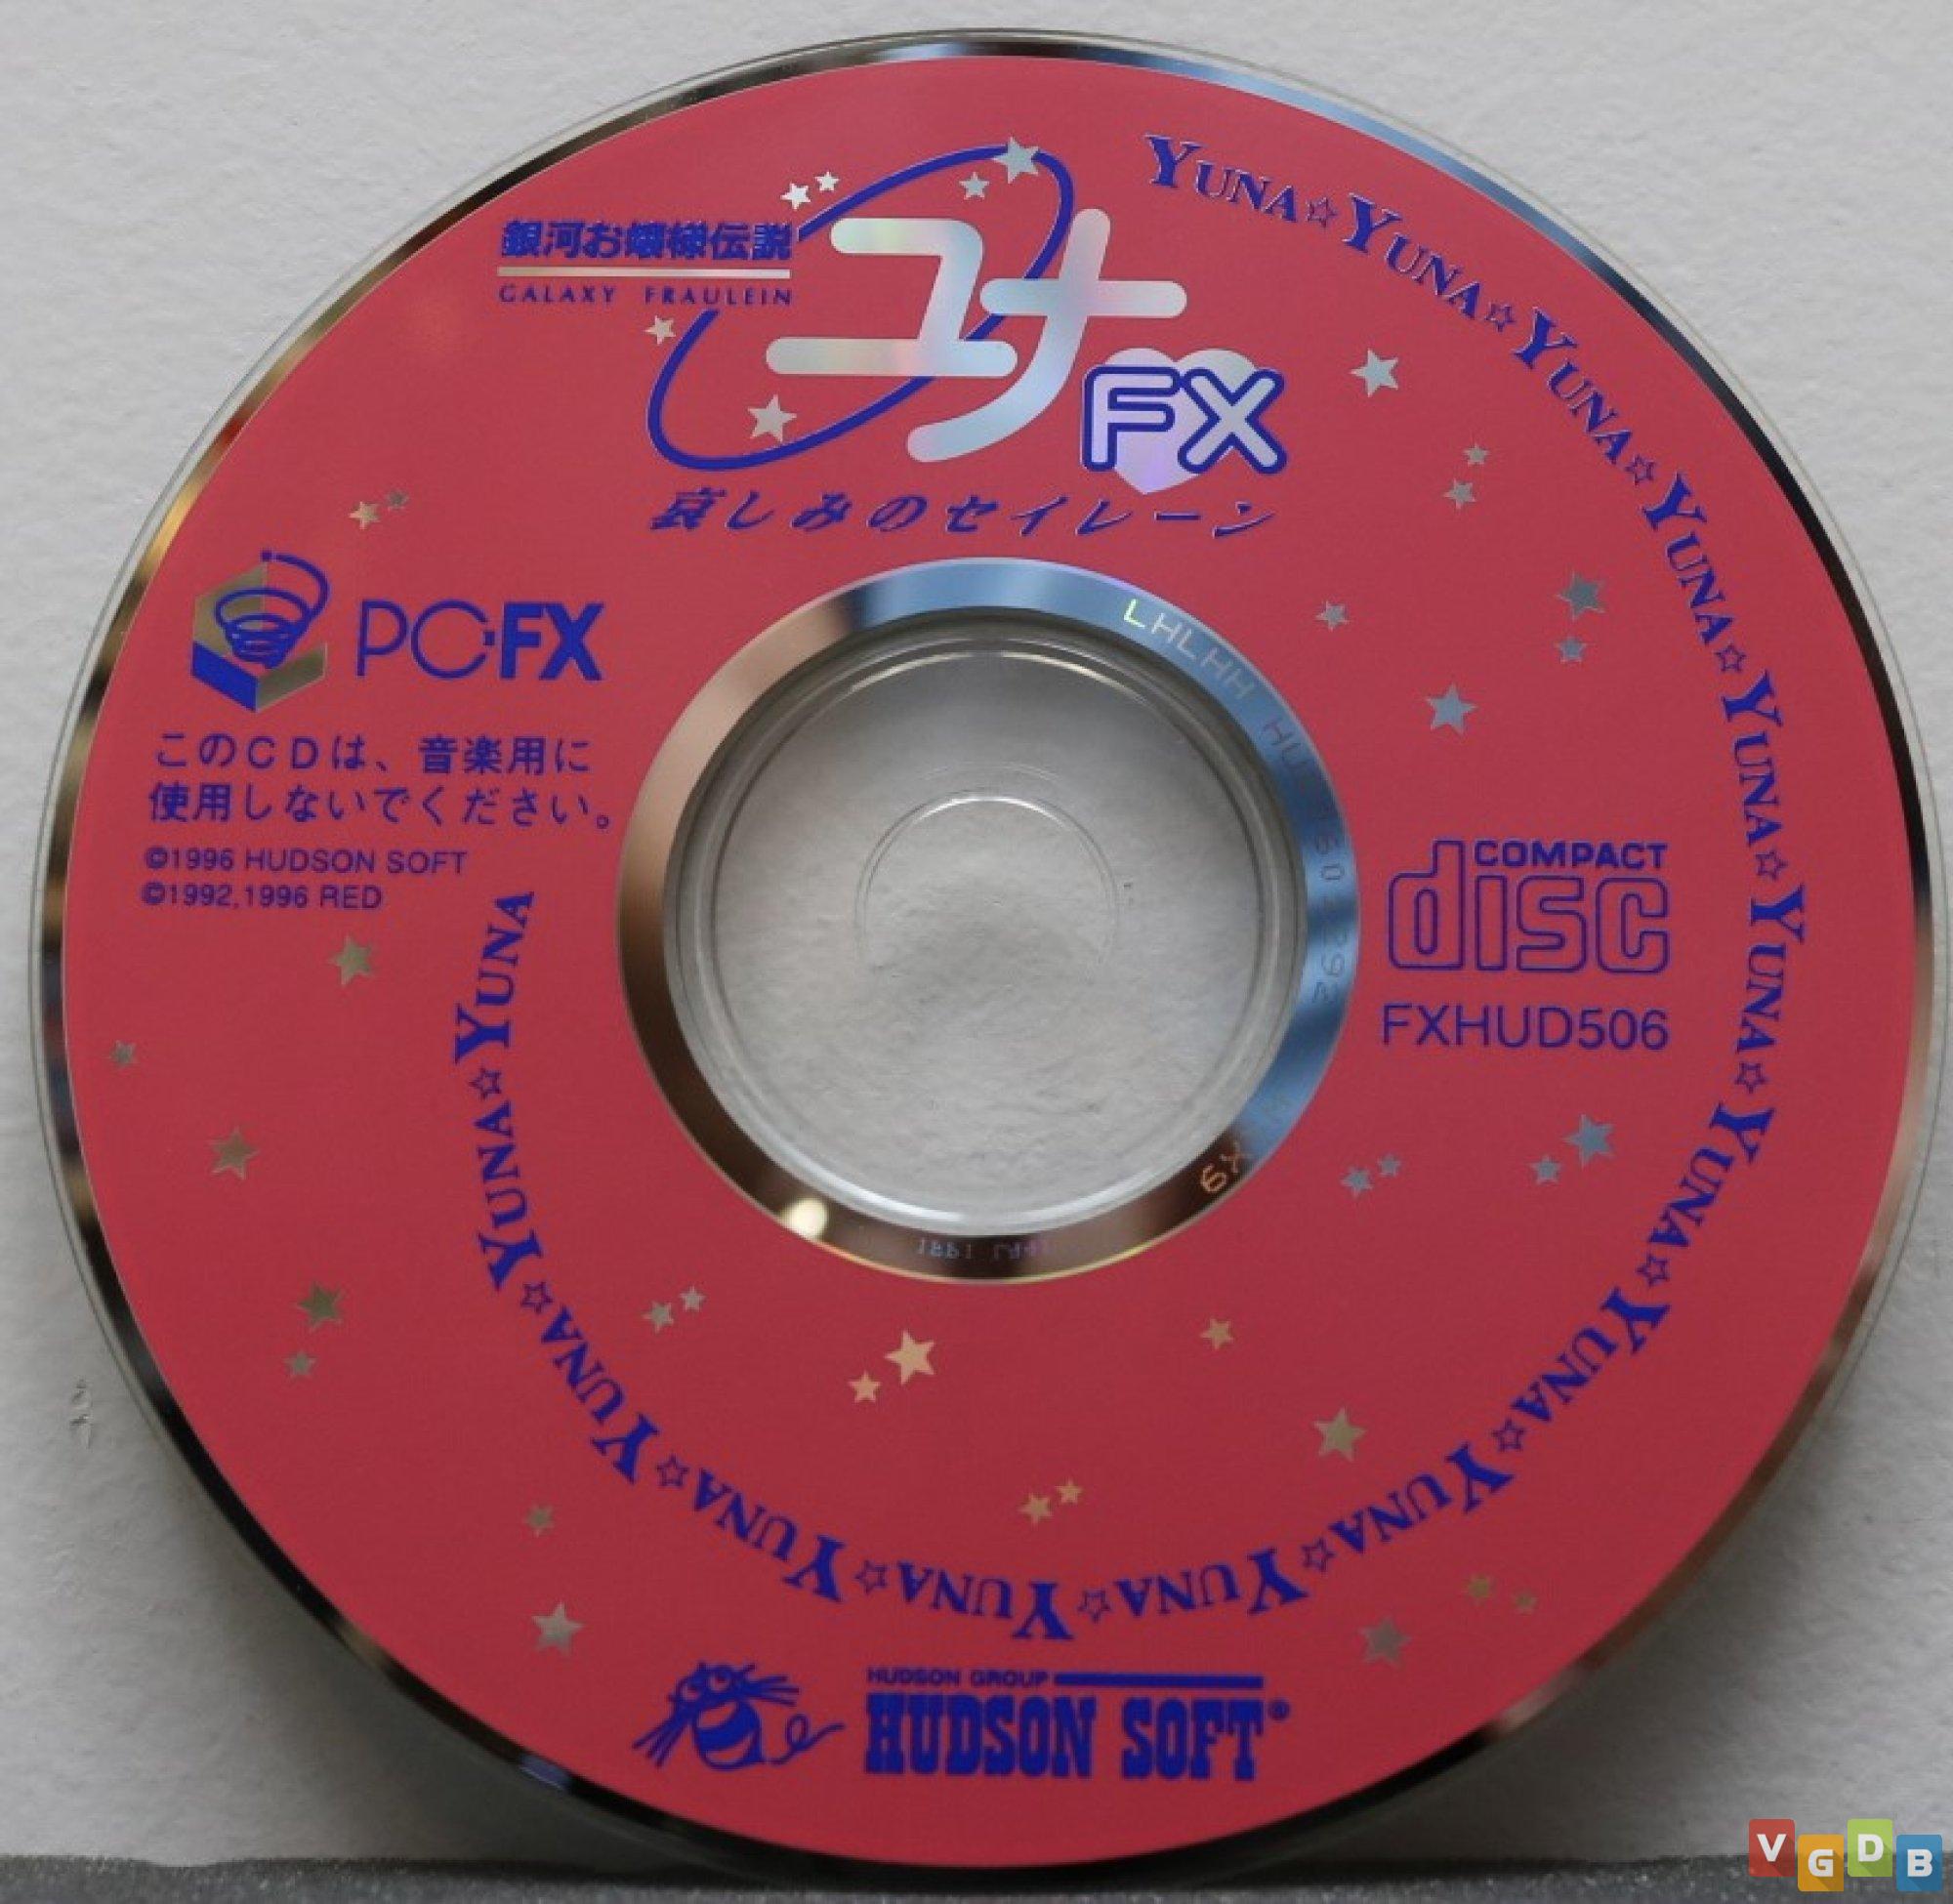 銀河お嬢様伝説
GALAXY FRAULEIN
ユナ
FX
哀しみのセイレーン
YUNA☆YUNA☆YUNA☆YUNA☆YUNA☆YUNA☆YUNA☆YUNA☆YUNA☆YUNA☆YUNA☆YUNA☆YUNA☆YUNA☆YUNA
PC-FX
このCDは、音楽用に
使用しないでください。
©1996 HUDSON SOFT
©1992,1996 RED
COMPACT
disc
FXHUD506
HUDSON GROUP
HUDSON SOFT®
VGDB